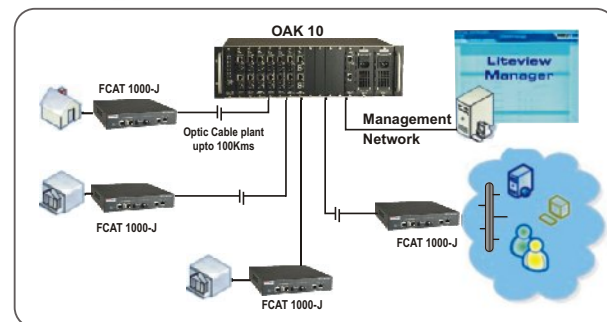 OAK 10
FCAT 1000-J
Optic Cable plant
upto 100Kms
Liteview
Manager
Management
Network
FCAT 1000-J
FCAT 1000-J
FCAT 1000-J